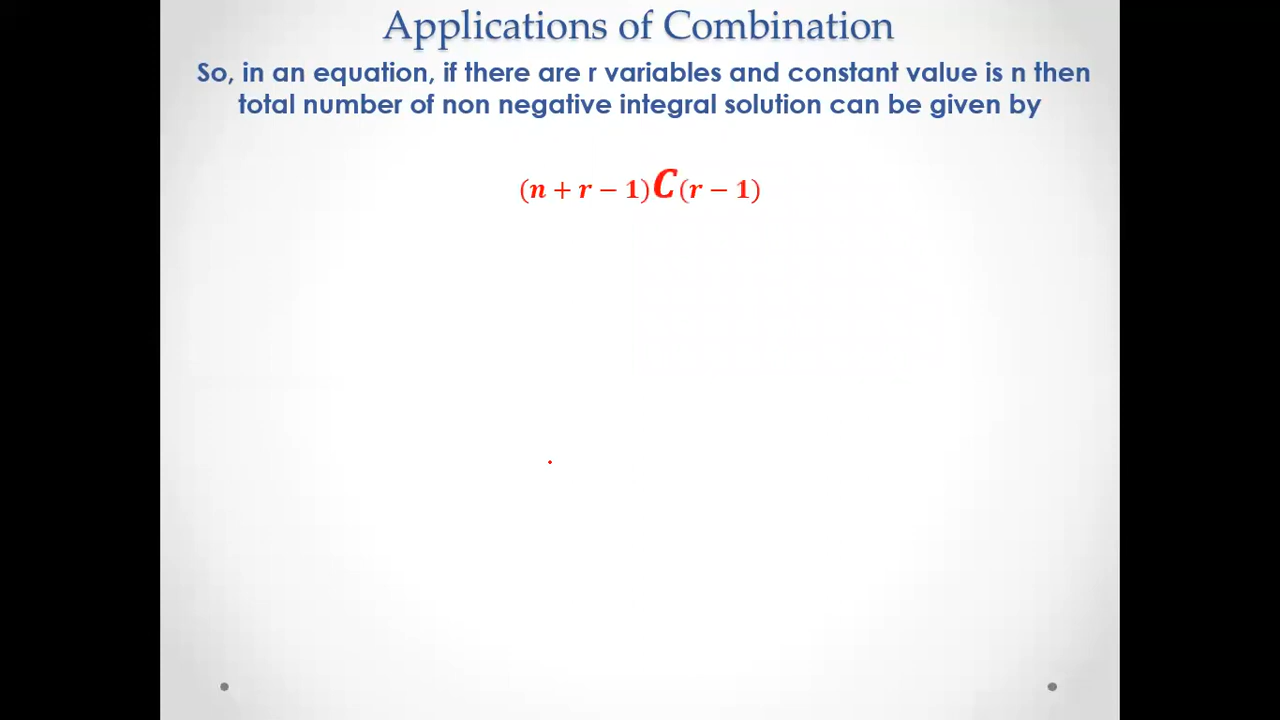 Applications of Combination
So, in an equation, if there are r variables and constant value is n then
total number of non negative integral solution can be given by
(n + r − 1)C(r − 1)